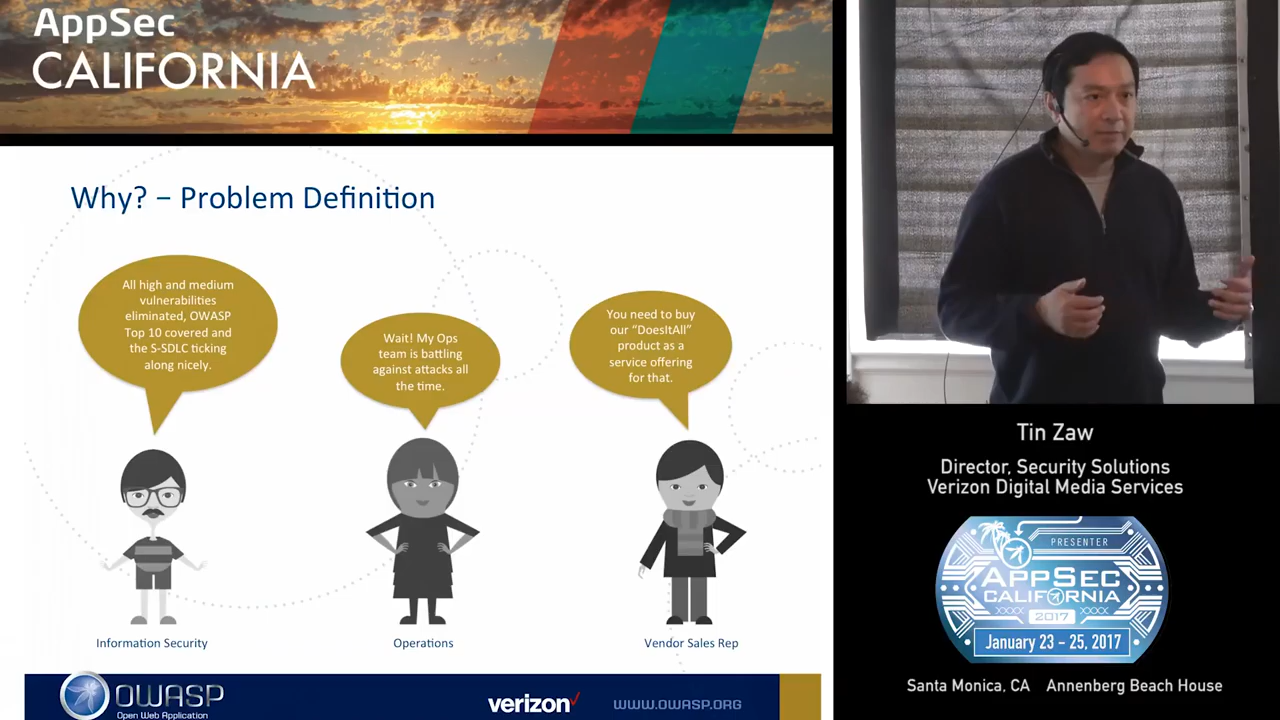 AppSec
CALIFORNIA
Why? – Problem Definition
All high and medium
vulnerabilities
eliminated, OWASP
Top 10 covered and
the S-SDLC ticking
along nicely.
Wait! My Ops
team is battling
against attacks all
the time.
You need to buy
our “DoesItAll”
product as a
service offering
for that.
Information Security
Operations
Vendor Sales Rep
OWASP
Open Web Application
verizon
WWW.OWASP.ORG
Tin Zaw
Director, Security Solutions
Verizon Digital Media Services
PRESENTER
APPSEC
CALIFORNIA
XXXX 2017 XXXX
January 23 - 25, 2017
Santa Monica, CA Annenberg Beach House